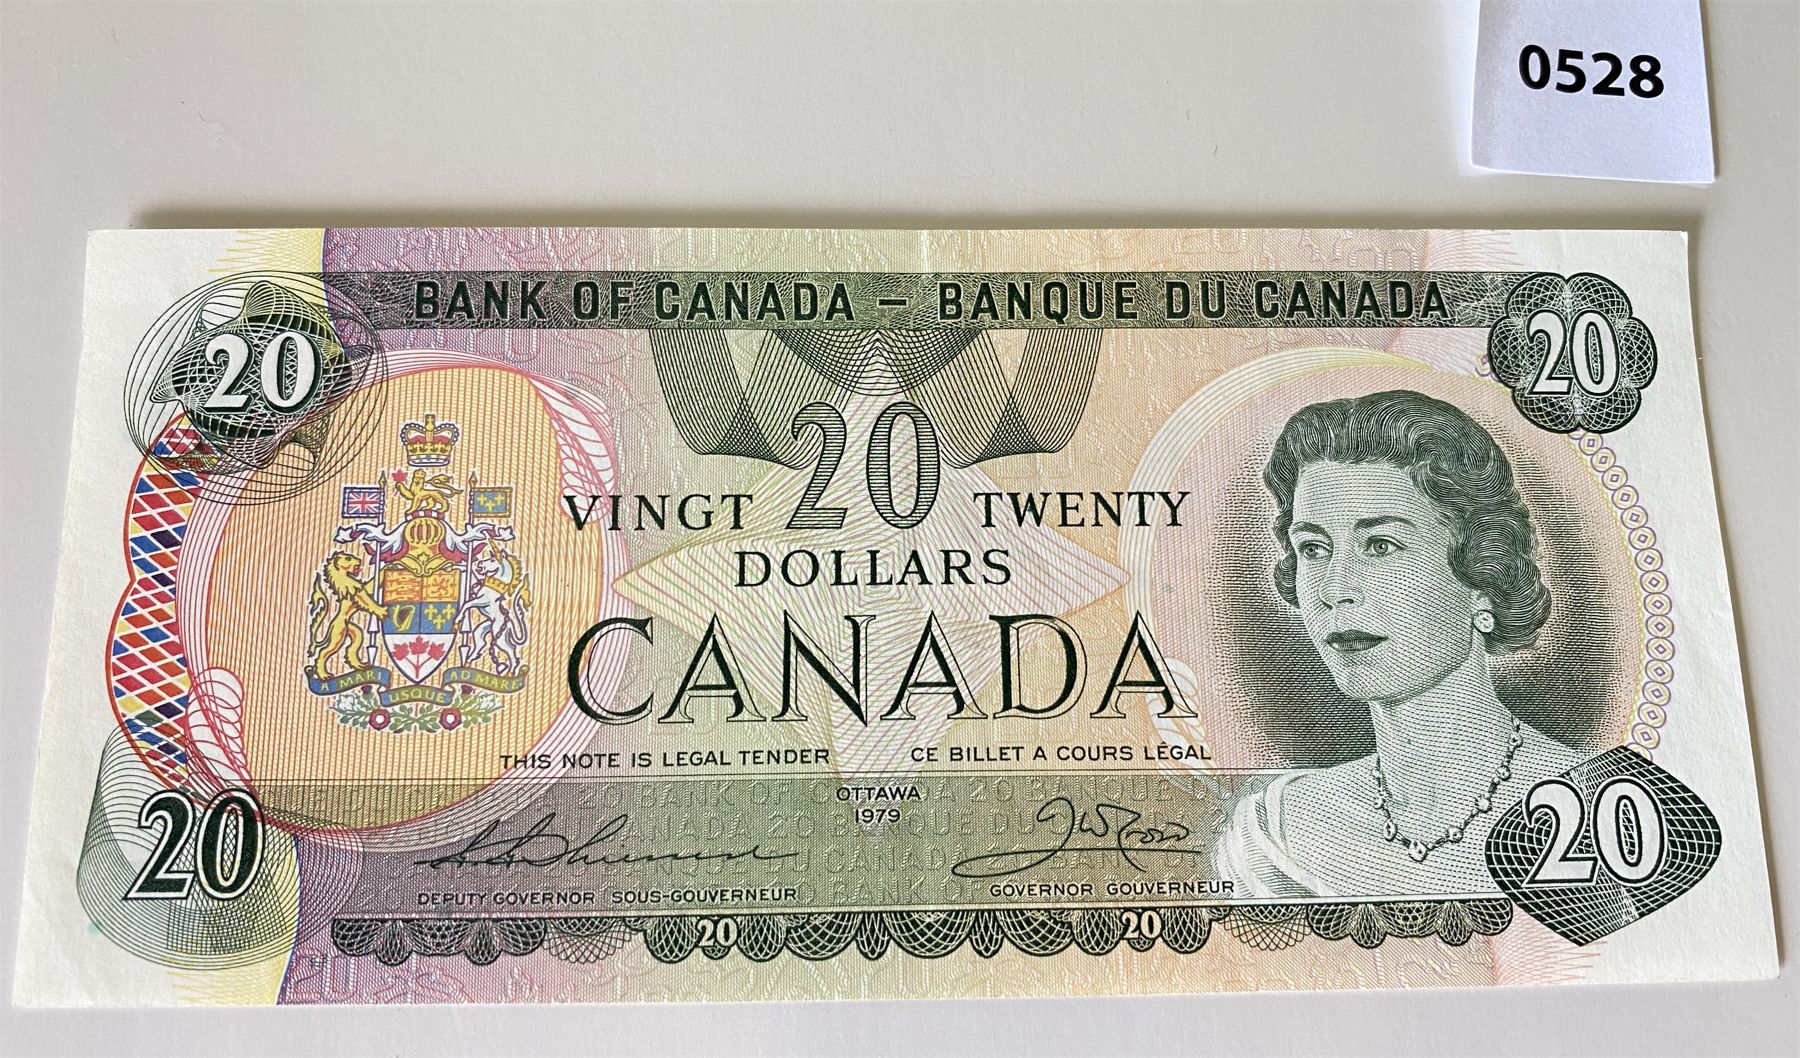 0528
BANK OF CANADA – BANQUE DU CANADA
20 20
20
VINGT TWENTY
DOLLARS
CANADA
A MARI USQUE AD MARE
THIS NOTE IS LEGAL TENDER CE BILLET A COURS LÉGAL
OTTAWA
1979
20 20
DEPUTY GOVERNOR SOUS-GOUVERNEUR GOVERNOR GOUVERNEUR
20 20